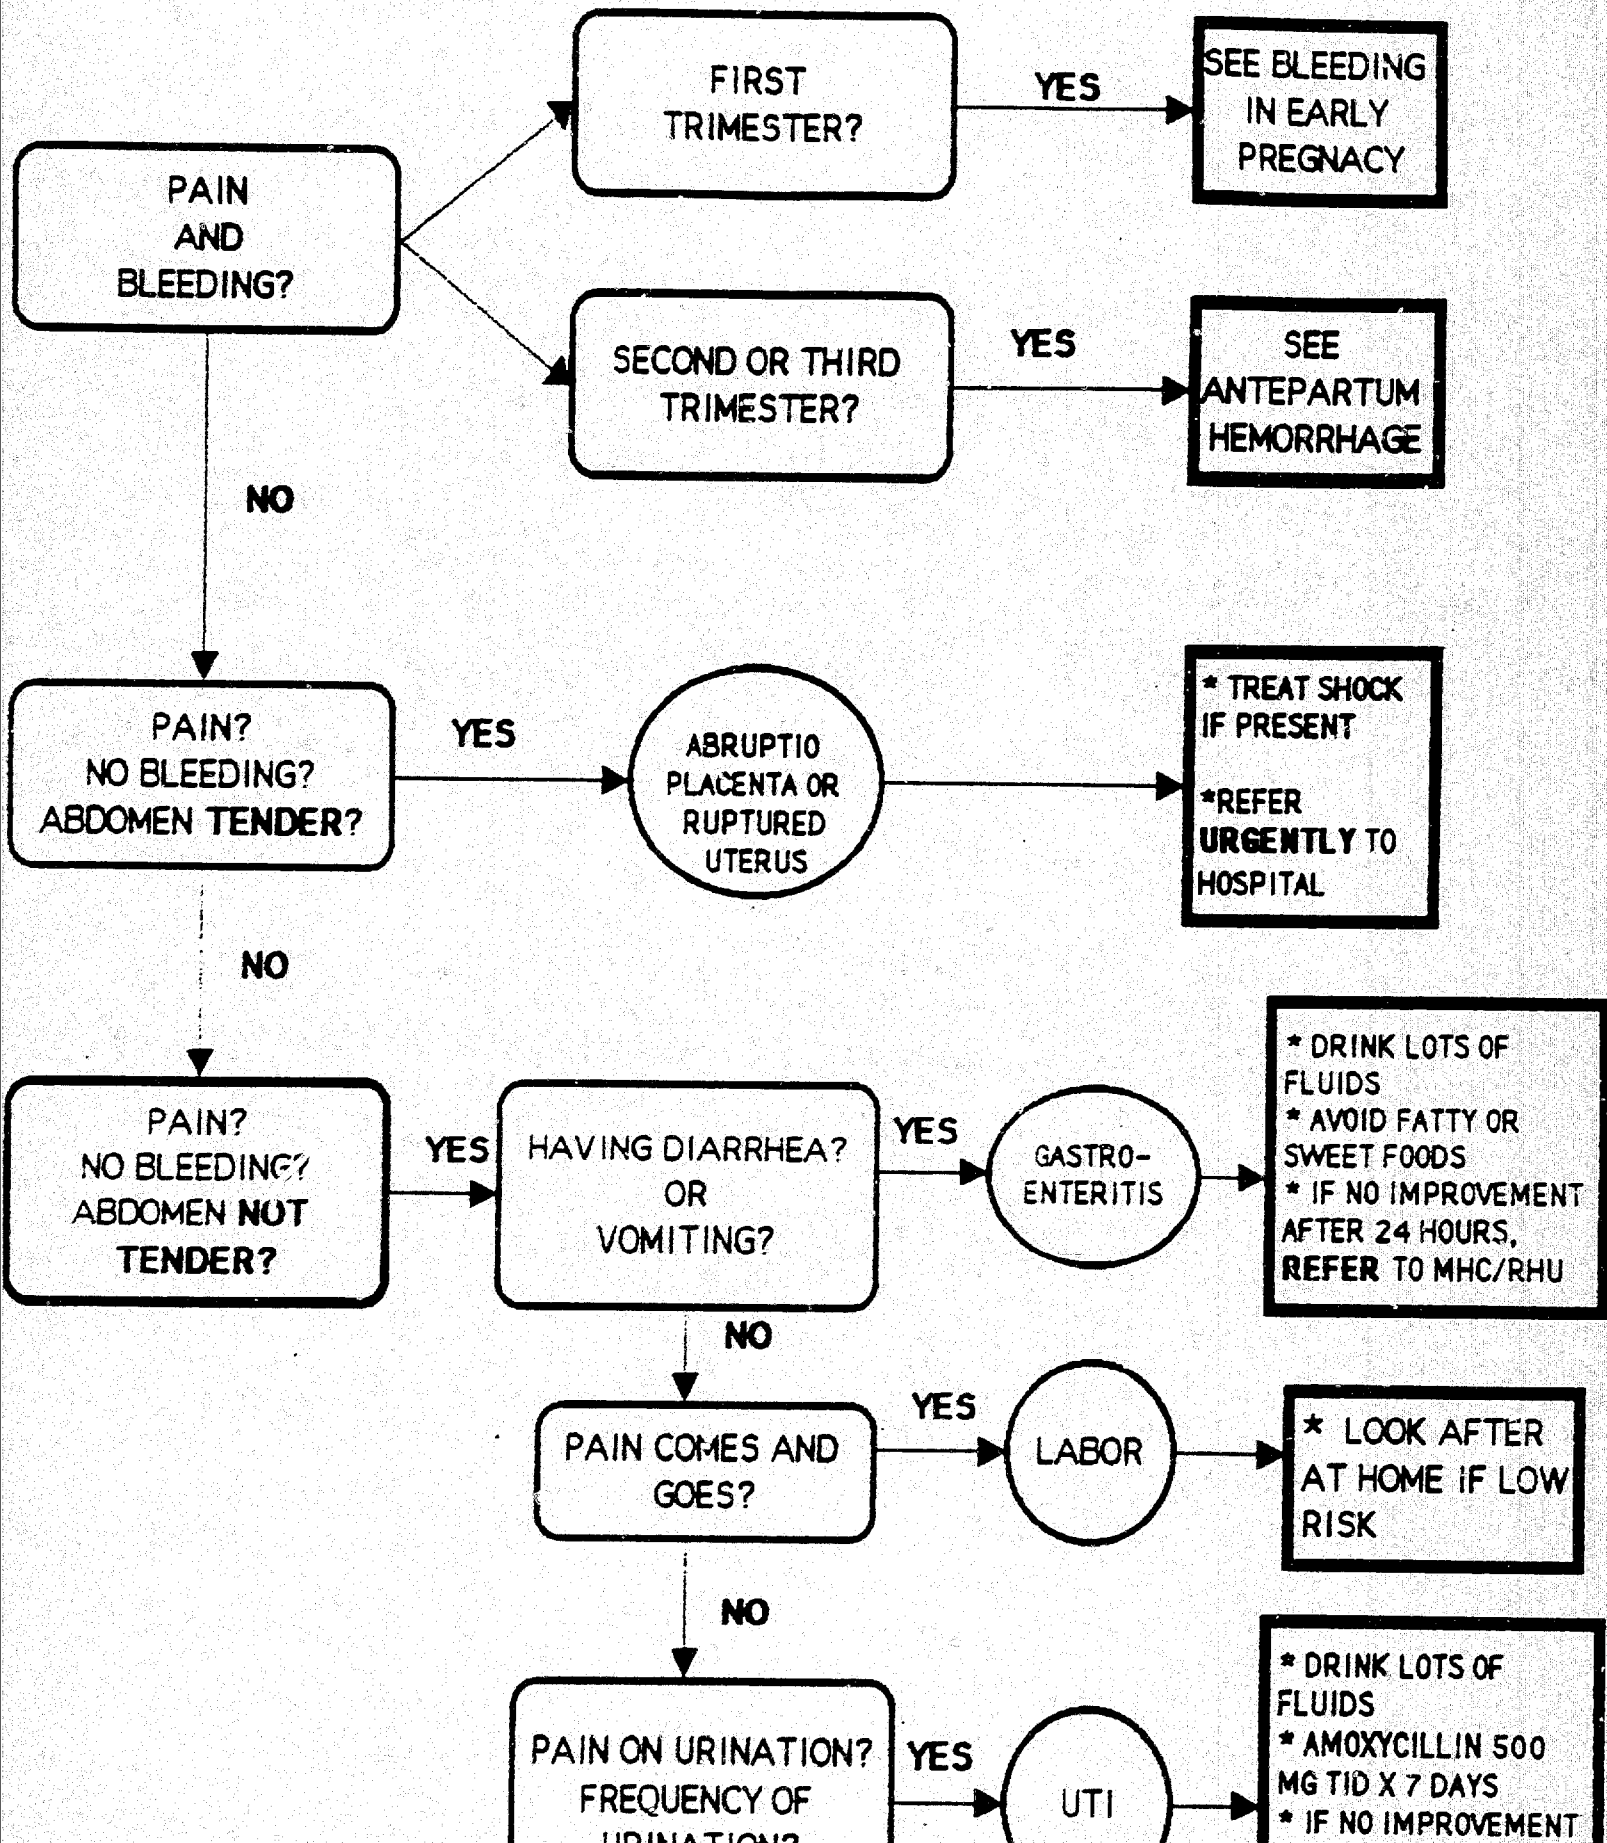 FIRST
TRIMESTER?
YES
SEE BLEEDING
IN EARLY
PREGNACY
PAIN
AND
BLEEDING?
SECOND OR THIRD
TRIMESTER?
YES
SEE
ANTEPARTUM
HEMORRHAGE
NO
PAIN?
NO BLEEDING?
ABDOMEN TENDER?
YES
ABRUPTIO
PLACENTA OR
RUPTURED
UTERUS
* TREAT SHOCK
IF PRESENT
*REFER
URGENTLY TO
HOSPITAL
NO
PAIN?
NO BLEEDING?
ABDOMEN NOT
TENDER?
YES
HAVING DIARRHEA?
OR
VOMITING?
YES
GASTRO-
ENTERITIS
* DRINK LOTS OF
FLUIDS
* AVOID FATTY OR
SWEET FOODS
* IF NO IMPROVEMENT
AFTER 24 HOURS,
REFER TO MHC/RHU
NO
PAIN COMES AND
GOES?
YES
LABOR
* LOOK AFTER
AT HOME IF LOW
RISK
NO
PAIN ON URINATION?
FREQUENCY OF
URINATION?
YES
UTI
* DRINK LOTS OF
FLUIDS
* AMOXYCILLIN 500
MG TID X 7 DAYS
* IF NO IMPROVEMENT